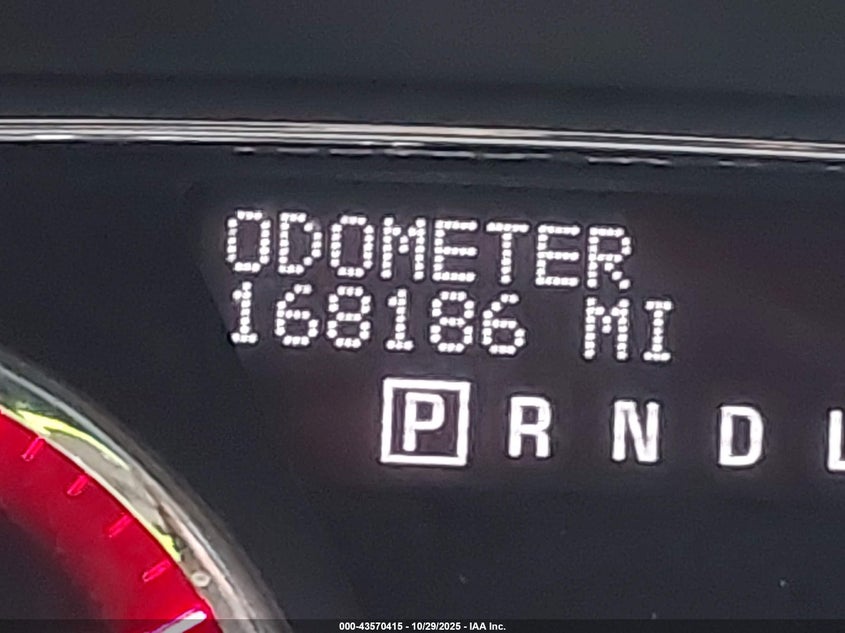 ODOMETER
168186 MI
P R N D L
000-43570415 - 10/29/2025 - IAA Inc.